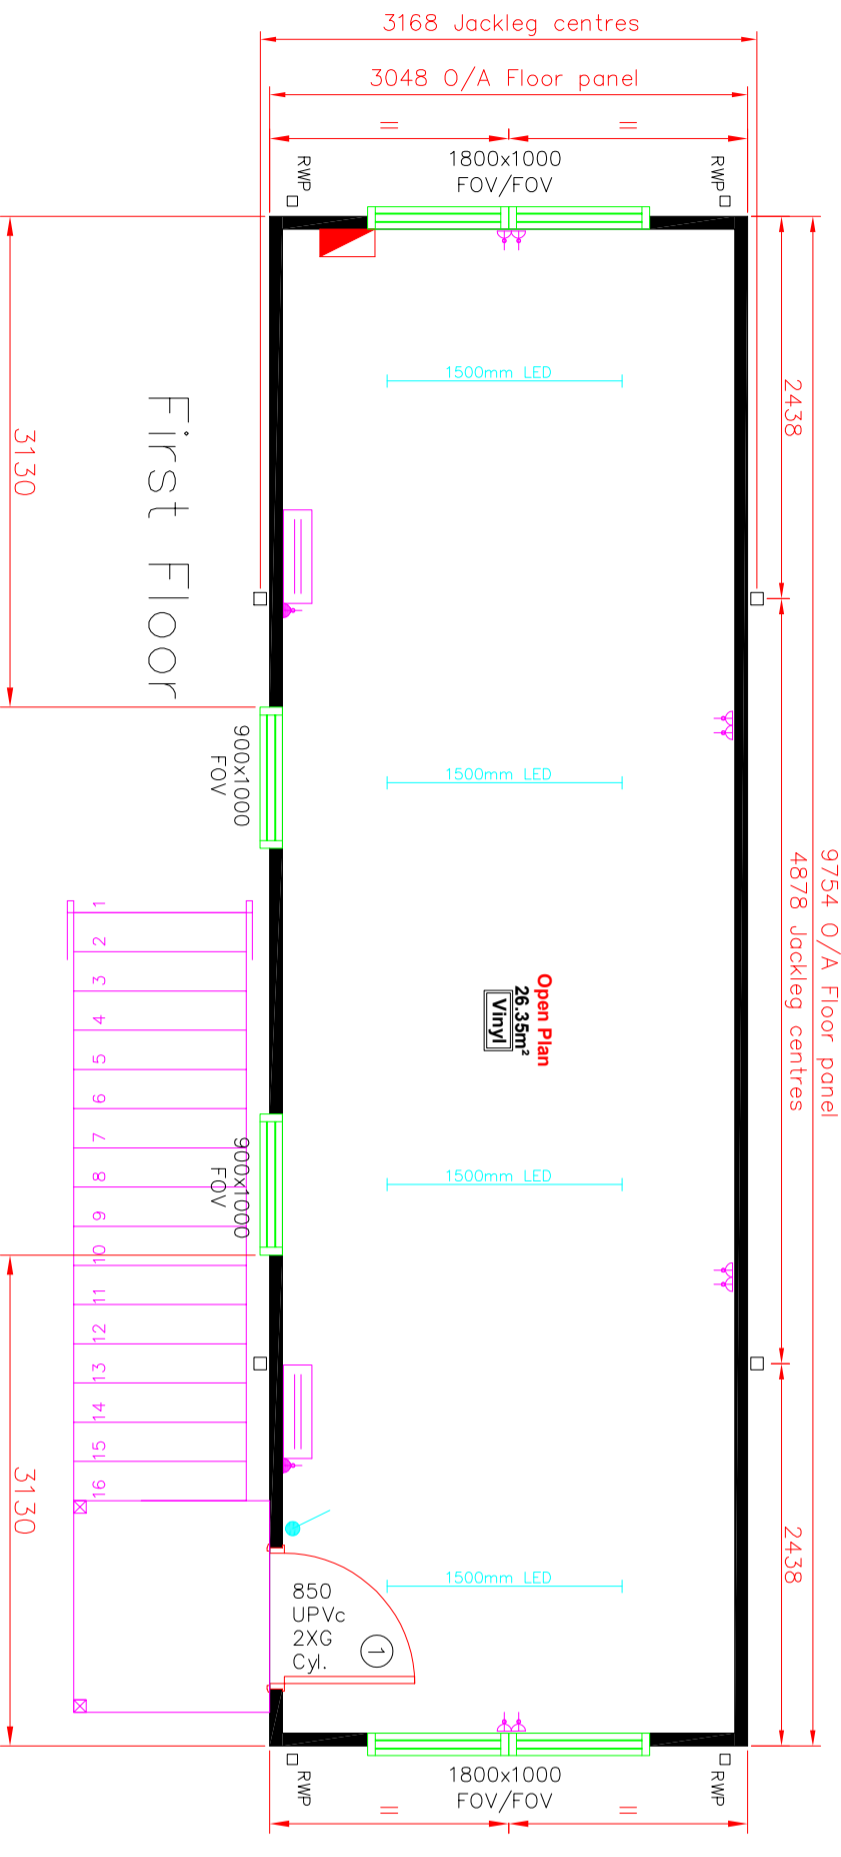 3168 Jackleg centres
3048 O/A Floor panel
=
=
RWP
1800x1000
FOV/FOV
RWP
1500mm LED
2438
3130
First Floor
900x1000
FOV
1500mm LED
9754 O/A Floor panel
4878 Jackleg centres
Open Plan
26.35m²
Vinyl
1
2
3
4
5
6
7
8
9
10
11
12
13
14
15
16
900x1000
FOV
1500mm LED
2438
3130
1500mm LED
850
UPVc
2XG
Cyl.
1
RWP
1800x1000
FOV/FOV
RWP
=
=